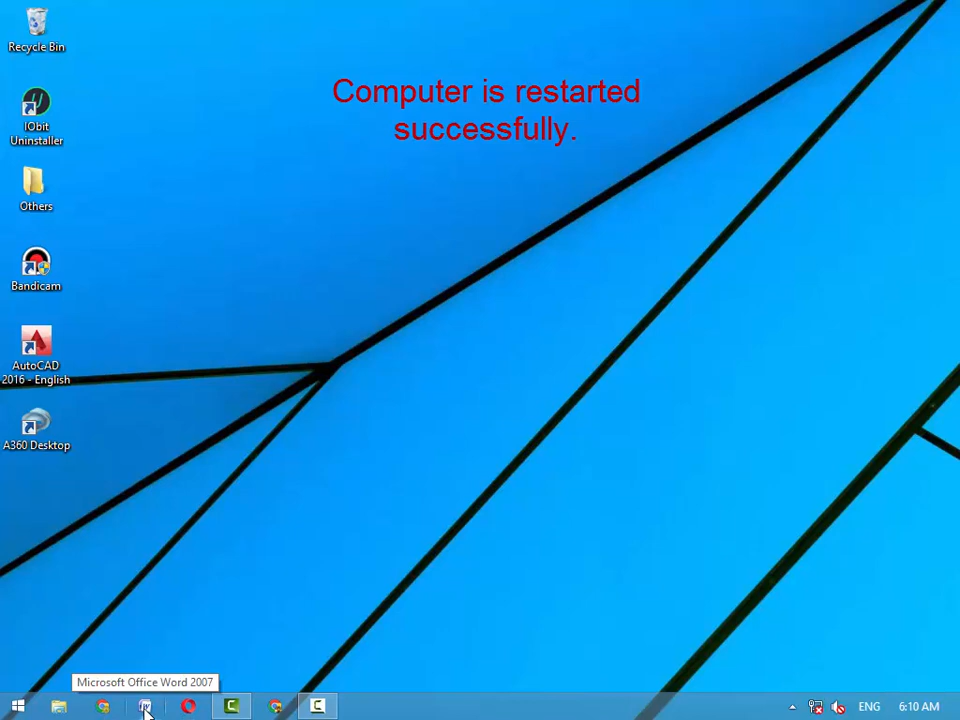 Recycle Bin
Computer is restarted
successfully.
IObit
Uninstaller
Others
Bandicam
AutoCAD
2016 - English
A360 Desktop
Microsoft Office Word 2007
ENG
6:10 AM